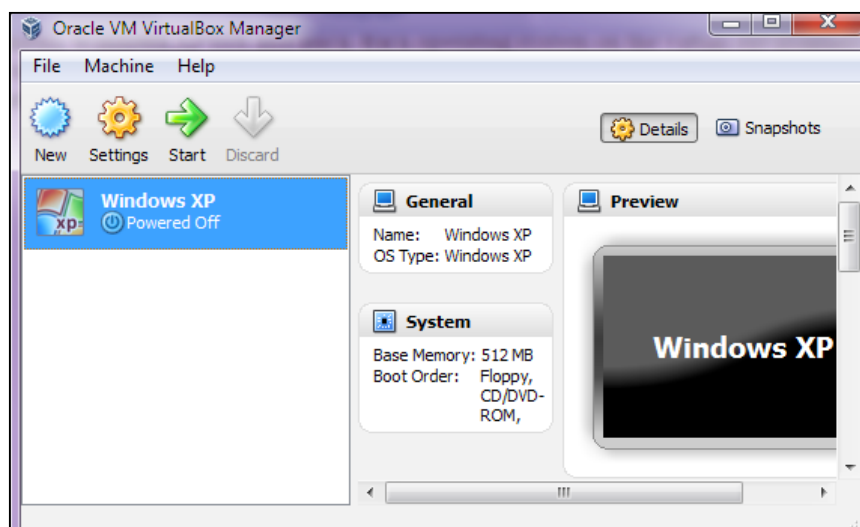 Oracle VM VirtualBox Manager
File Machine Help
New Settings Start Discard
Details Snapshots
Windows XP
Powered Off
xp
General
Name: Windows XP
OS Type: Windows XP
System
Base Memory: 512 MB
Boot Order: Floppy,
CD/DVD-
ROM,
Preview
Windows XP